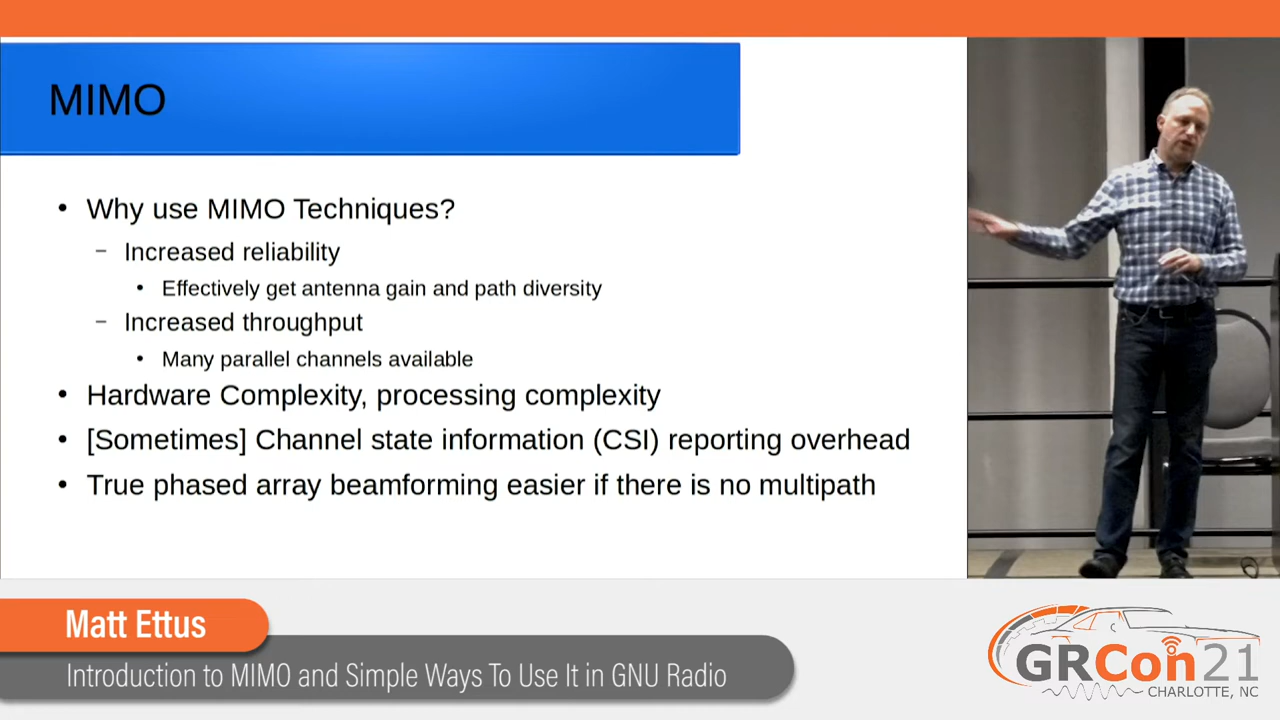 MIMO
• Why use MIMO Techniques?
– Increased reliability
• Effectively get antenna gain and path diversity
– Increased throughput
• Many parallel channels available
• Hardware Complexity, processing complexity
• [Sometimes] Channel state information (CSI) reporting overhead
• True phased array beamforming easier if there is no multipath
Matt Ettus
Introduction to MIMO and Simple Ways To Use It in GNU Radio
GRCon21
CHARLOTTE, NC